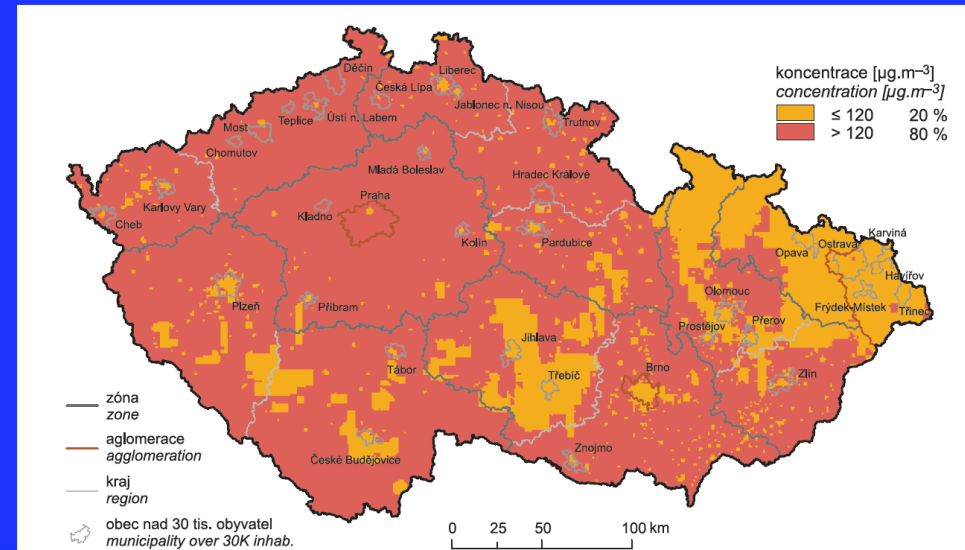 koncentrace [µg.m–³]
concentration [µg.m–³]
≤ 120 20 %
> 120 80 %
Děčín
Liberec
Česká Lípa
Jablonec n. Nisou
Teplice
Ústí n. Labem
Trutnov
Most
Chomutov
Mladá Boleslav
Hradec Králové
Karlovy Vary
Praha
Cheb
Kladno
Kolín
Pardubice
Karviná
Opava
Ostrava
Havířov
Olomouc
Plzeň
Příbram
Frýdek-Místek
Třinec
Prostějov
Přerov
Jihlava
Tábor
Třebíč
Brno
Zlín
České Budějovice
Znojmo
zóna
zone
aglomerace
agglomeration
kraj
region
obec nad 30 tis. obyvatel
municipality over 30K inhab.
0 25 50 100 km